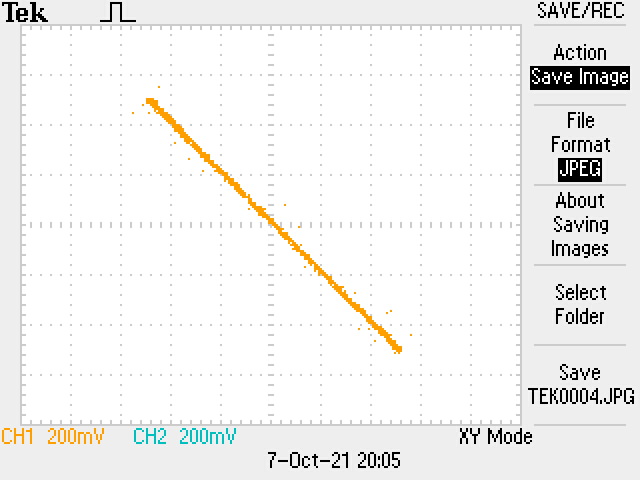 Tek
SAVE/REC
Action
Save Image
File
Format
JPEG
About
Saving
Images
Select
Folder
Save
TEK0004.JPG
CH1 200mV CH2 200mV XY Mode
7-Oct-21 20:05